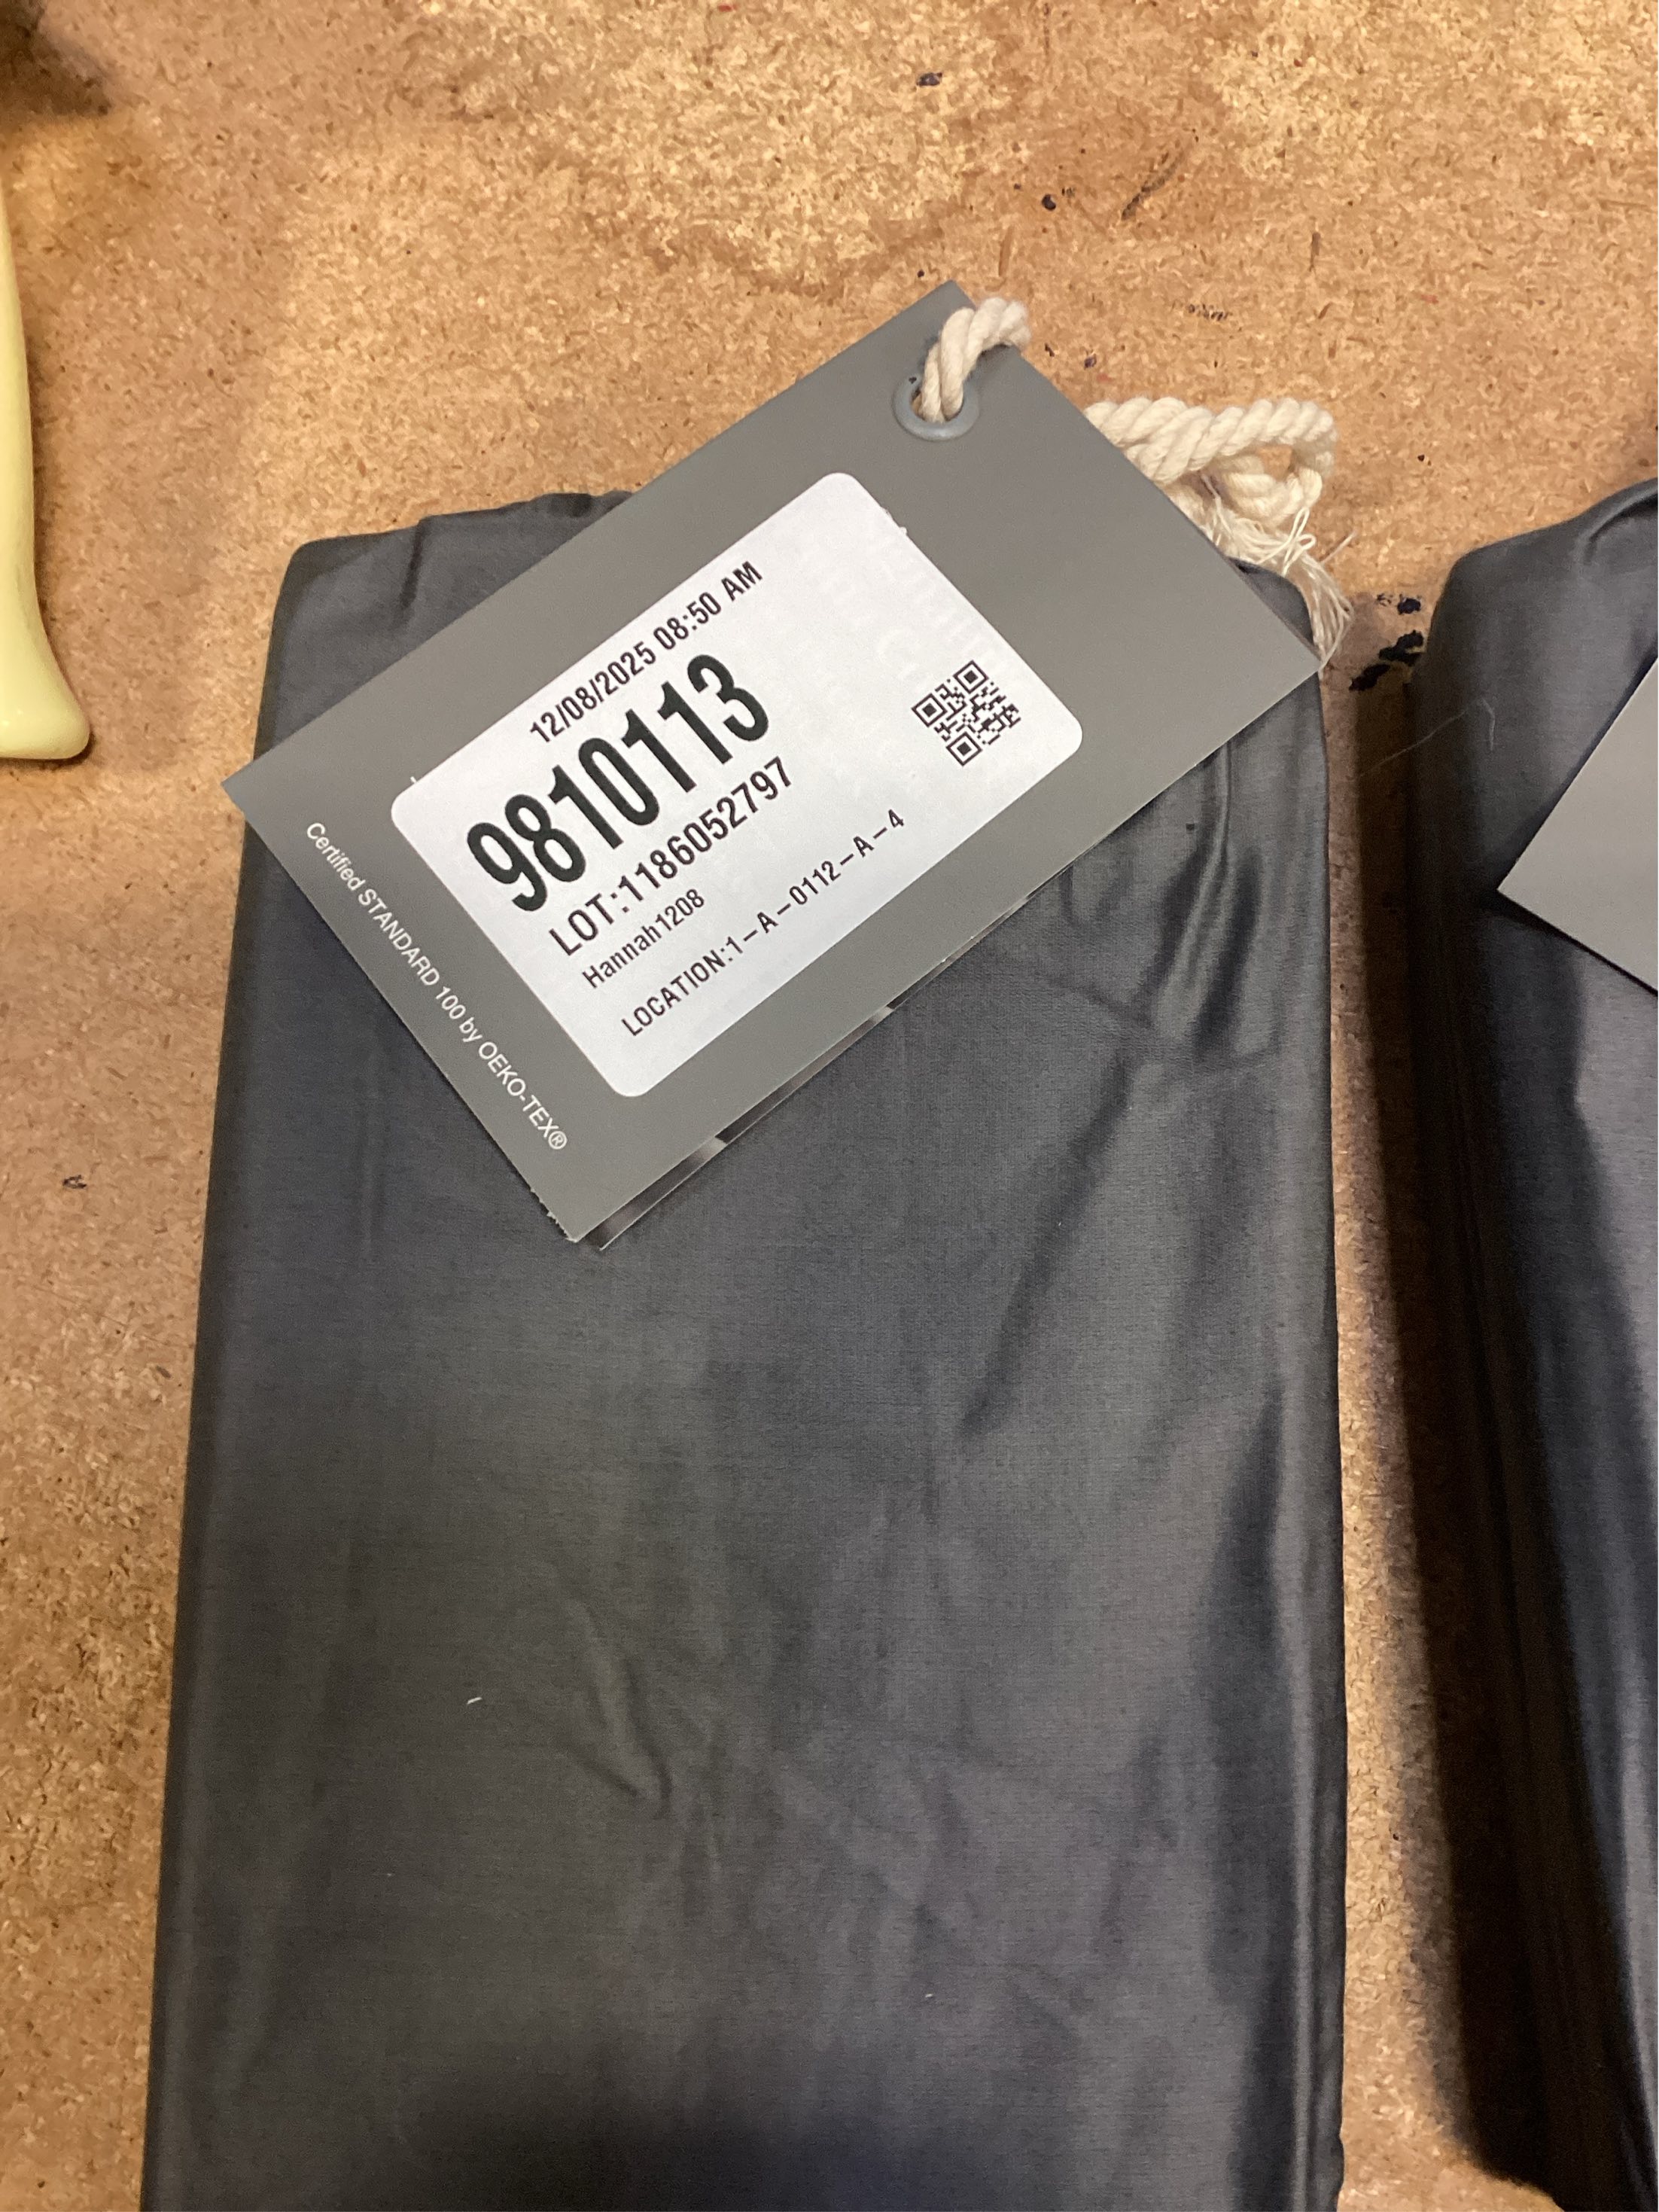 12/08/2025 08:50 AM
9810113
LOT:1186052797
Hannah1208
LOCATION:1-A-0112-A-4
Certified STANDARD 100 by OEKO-TEX®